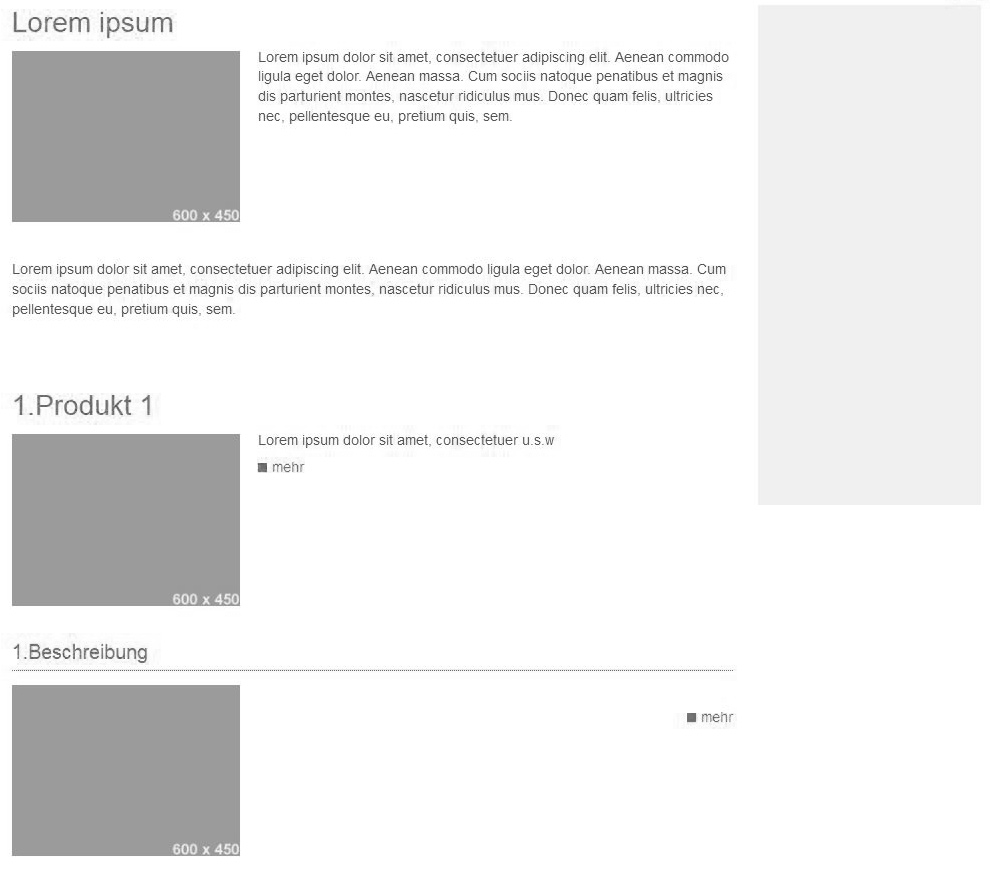 Lorem ipsum
Lorem ipsum dolor sit amet, consectetuer adipiscing elit. Aenean commodo
ligula eget dolor. Aenean massa. Cum sociis natoque penatibus et magnis
dis parturient montes, nascetur ridiculus mus. Donec quam felis, ultricies
nec, pellentesque eu, pretium quis, sem.
600 x 450
Lorem ipsum dolor sit amet, consectetuer adipiscing elit. Aenean commodo ligula eget dolor. Aenean massa. Cum
sociis natoque penatibus et magnis dis parturient montes, nascetur ridiculus mus. Donec quam felis, ultricies nec,
pellentesque eu, pretium quis, sem.
1.Produkt 1
Lorem ipsum dolor sit amet, consectetuer u.s.w
mehr
600 x 450
1.Beschreibung
mehr
600 x 450